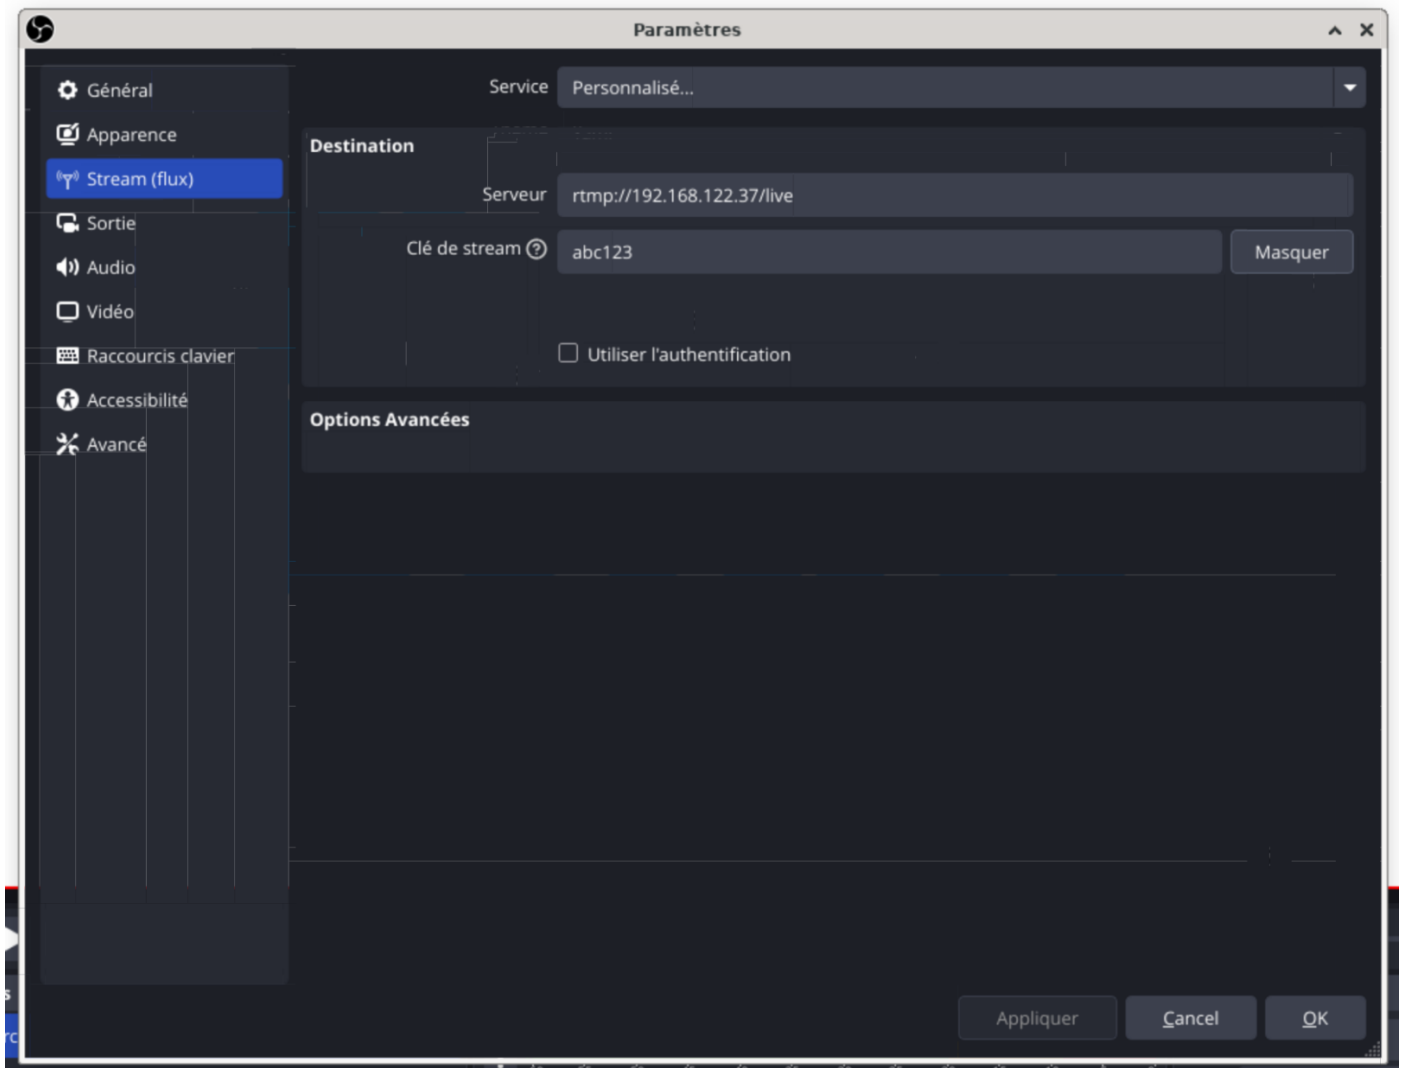 Paramètres
Général
Apparence
Stream (flux)
Sortie
Audio
Vidéo
Raccourcis clavier
Accessibilité
Avancé
Service Personnalisé...
Destination
Serveur rtmp://192.168.122.37/live
Clé de stream ? abc123 Masquer
Utiliser l'authentification
Options Avancées
Appliquer Cancel OK